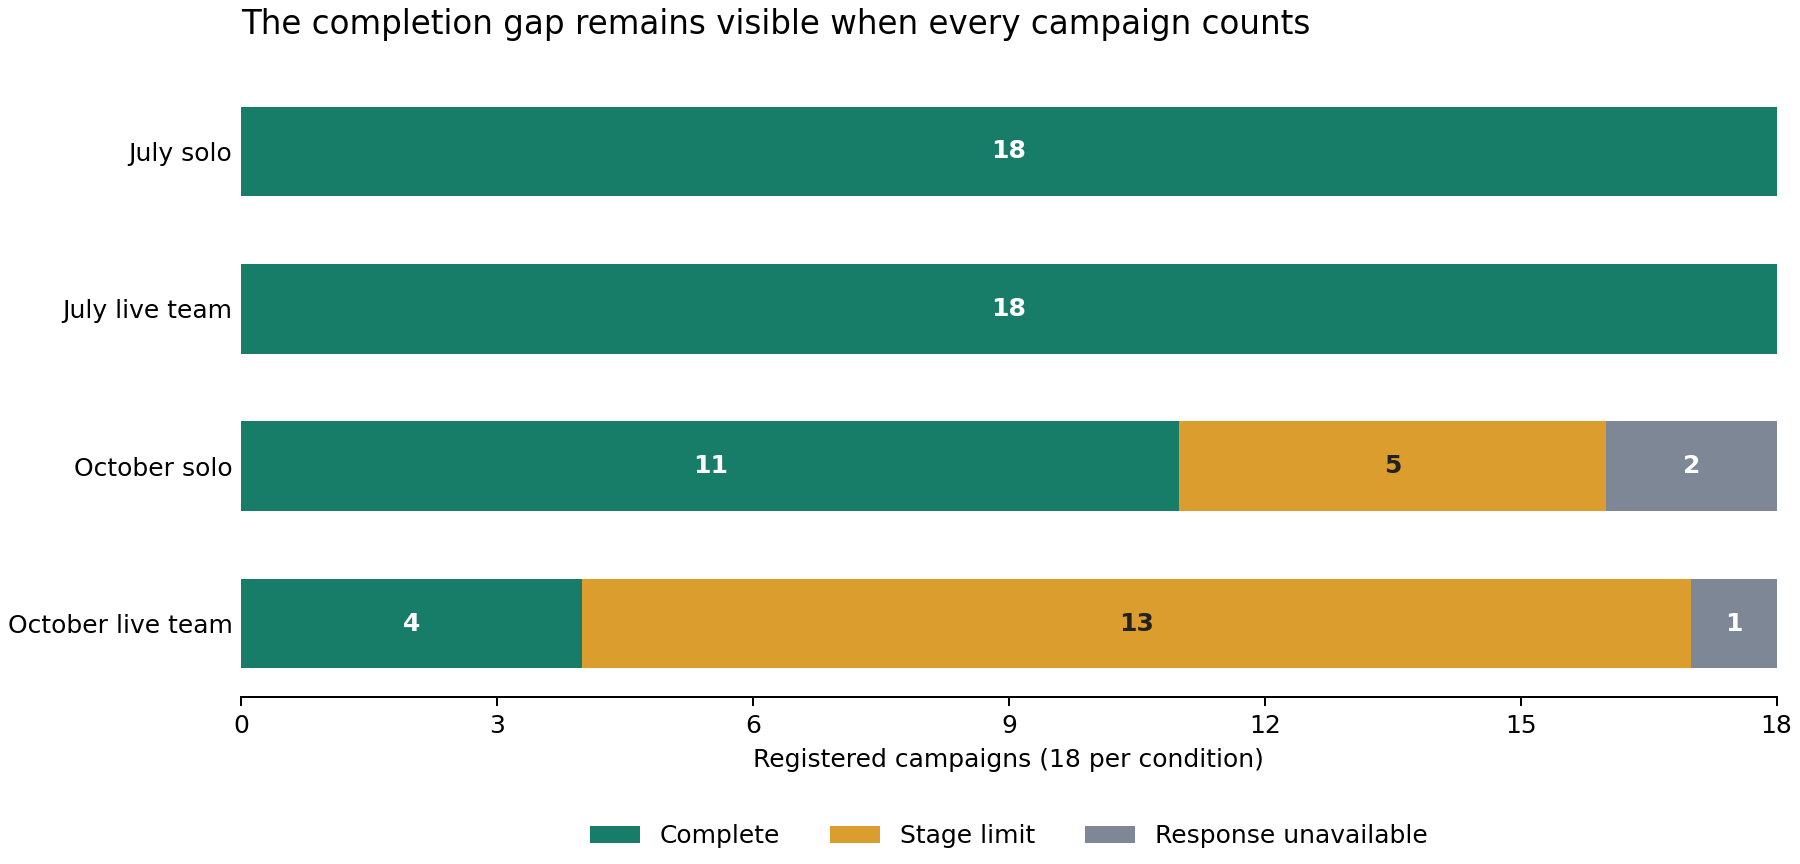 The completion gap remains visible when every campaign counts
July solo
18
July live team
18
October solo
11
5
2
October live team
4
13
1
0 3 6 9 12 15 18
Registered campaigns (18 per condition)
Complete Stage limit Response unavailable